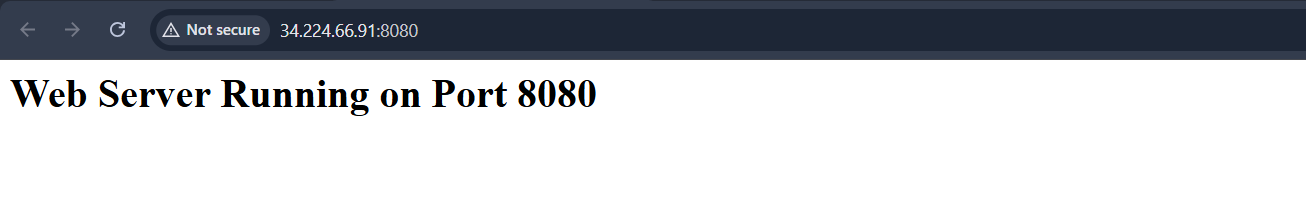 Not secure 34.224.66.91:8080
Web Server Running on Port 8080